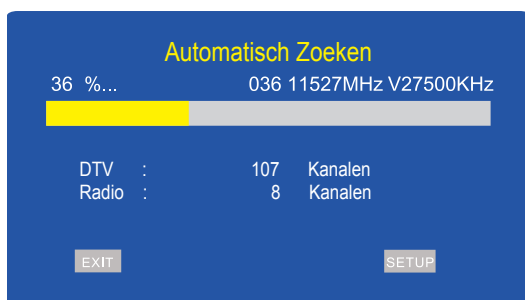 Automatisch Zoeken
36 %... 036 11527MHz V27500KHz
DTV : 107 Kanalen
Radio : 8 Kanalen
EXIT SETUP